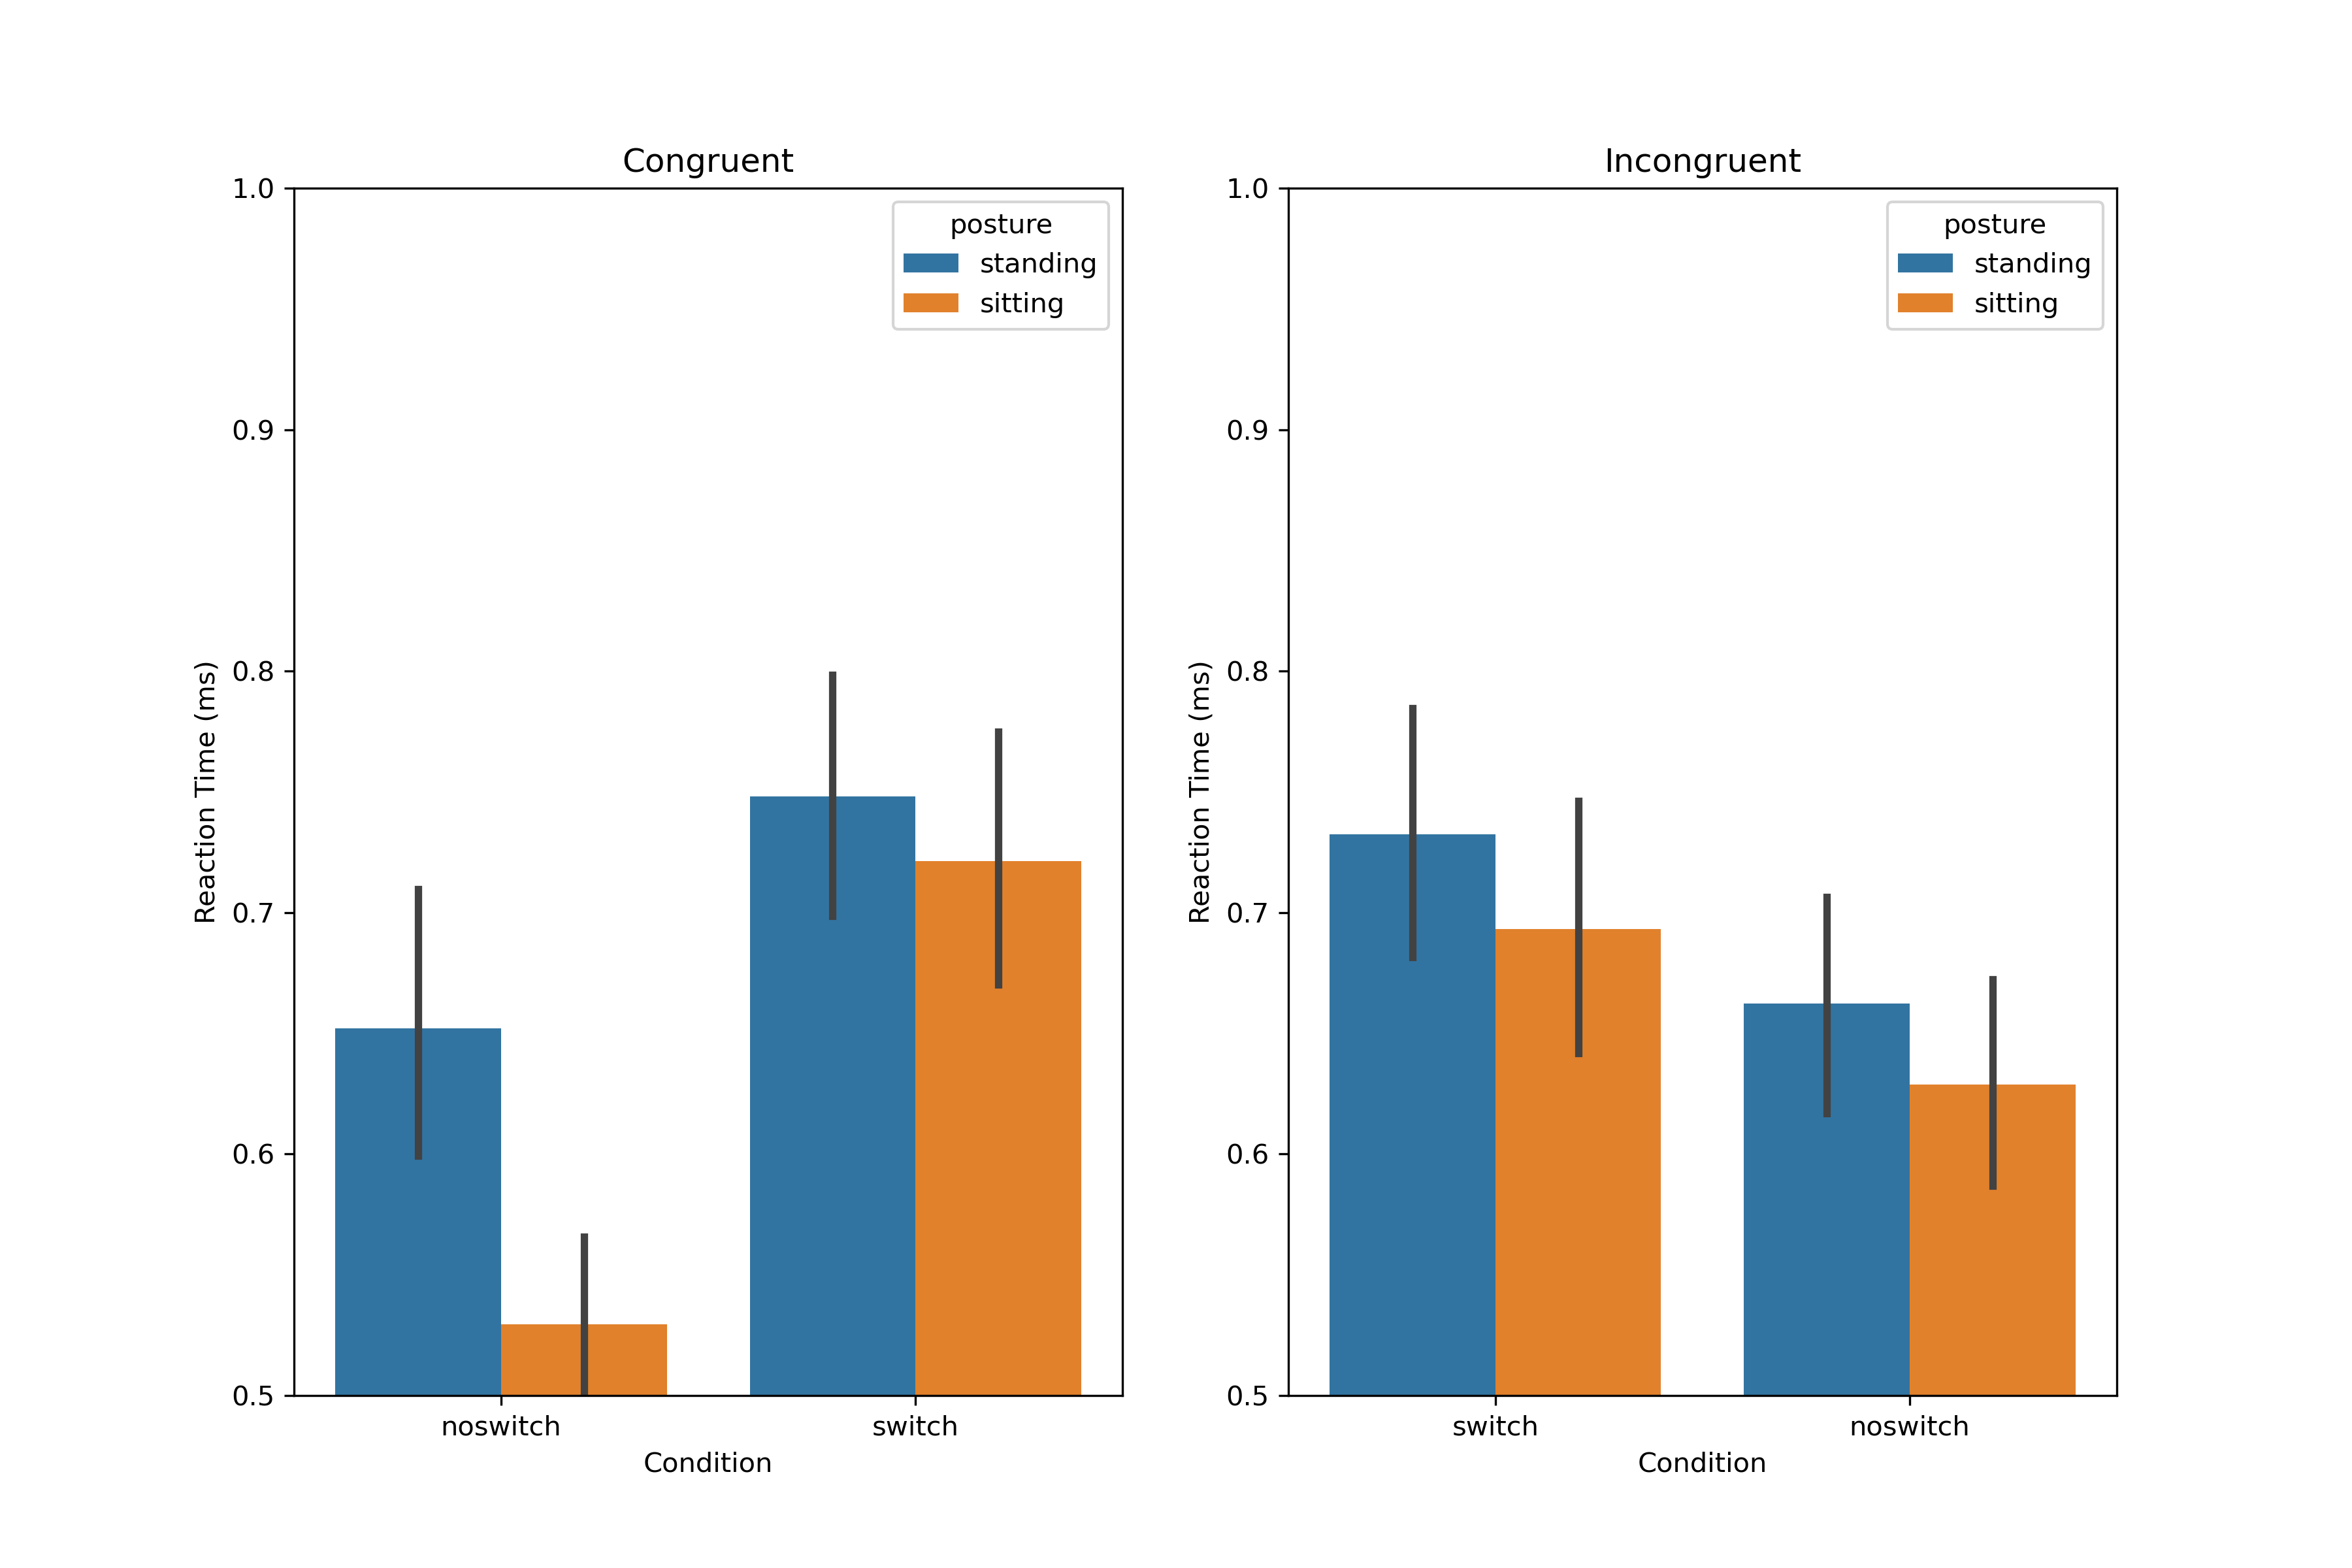 Congruent
1.0
0.9
0.8
0.7
0.6
0.5
Reaction Time (ms)
posture
standing
sitting
noswitch switch
Condition
Incongruent
1.0
0.9
0.8
0.7
0.6
0.5
Reaction Time (ms)
posture
standing
sitting
switch noswitch
Condition